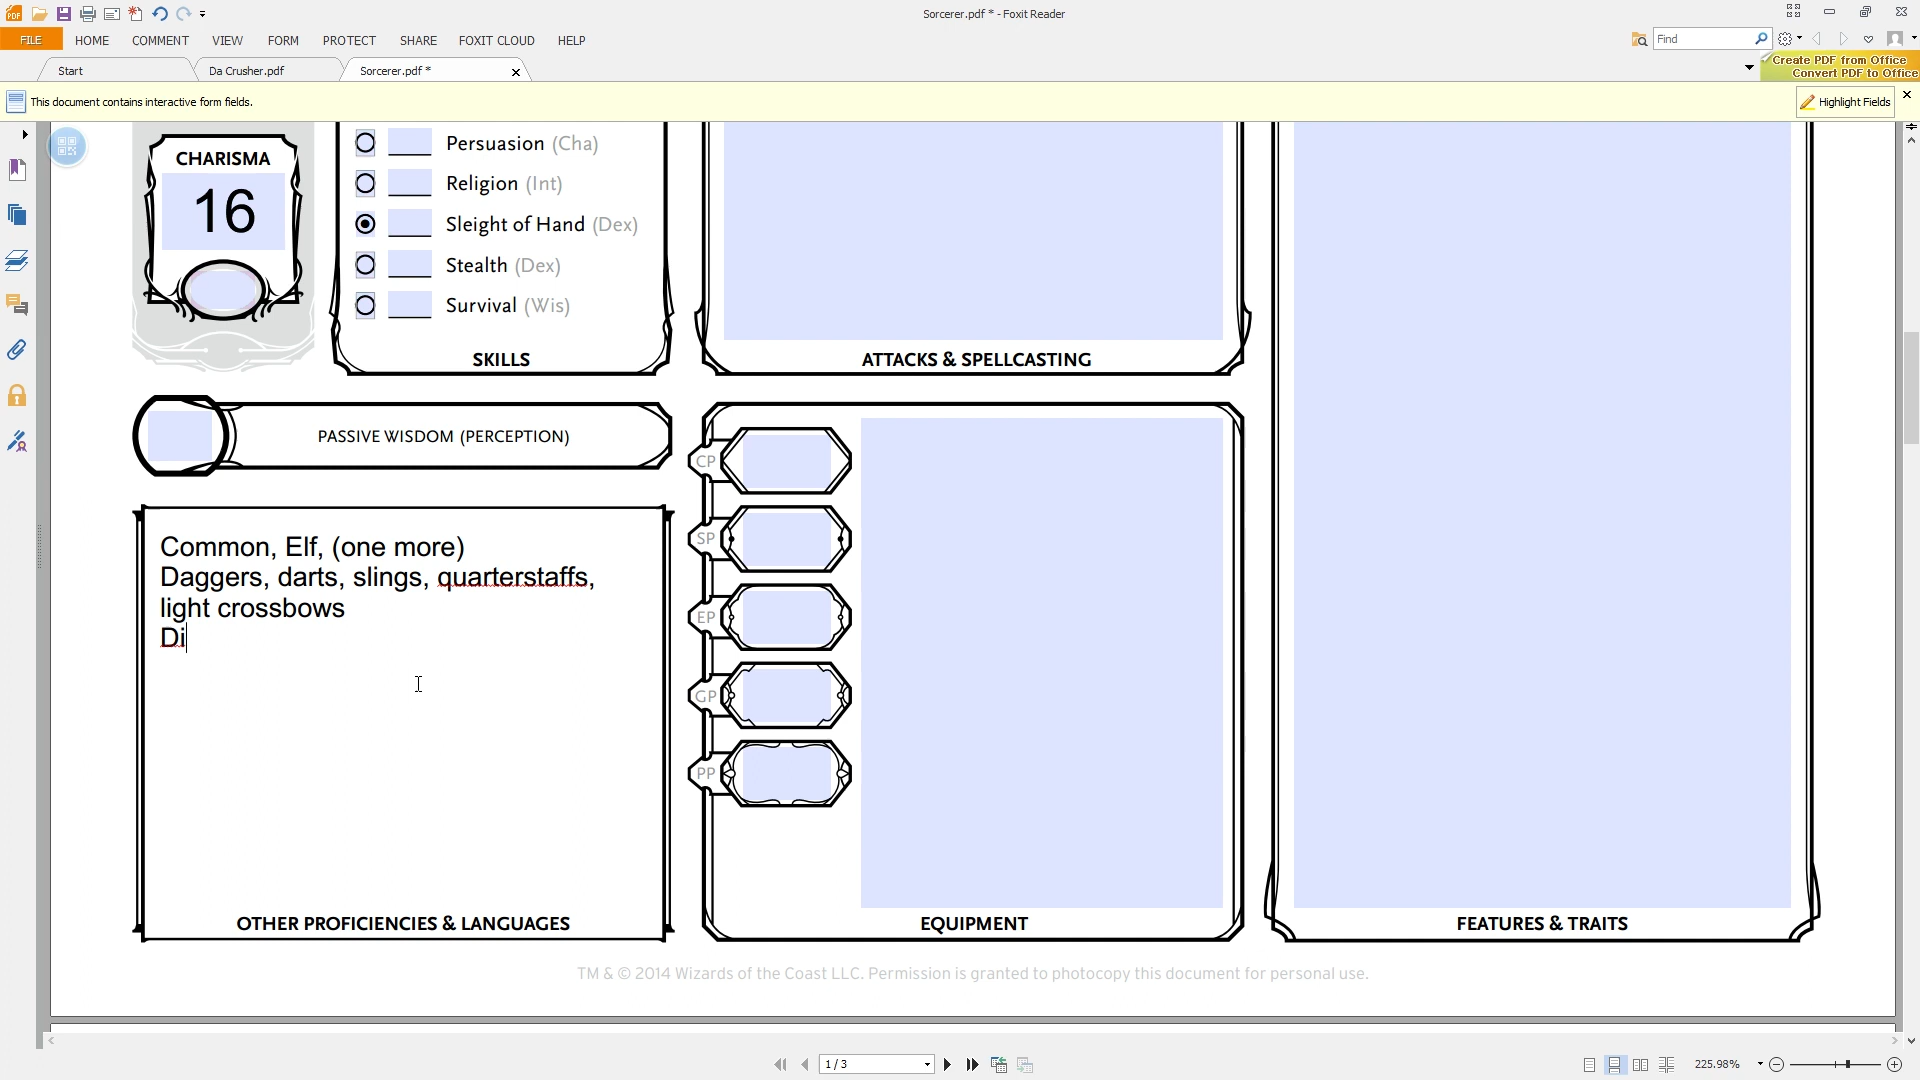 Sorcerer.pdf * - Foxit Reader
FILE HOME COMMENT VIEW FORM PROTECT SHARE FOXIT CLOUD HELP
Find
Start
Da Crusher.pdf
Sorcerer.pdf *
Create PDF from Office
Convert PDF to Office
This document contains interactive form fields.
Highlight Fields
CHARISMA
16
Persuasion (Cha)
Religion (Int)
Sleight of Hand (Dex)
Stealth (Dex)
Survival (Wis)
SKILLS
ATTACKS & SPELLCASTING
PASSIVE WISDOM (PERCEPTION)
Common, Elf, (one more)
Daggers, darts, slings, quarterstaffs,
light crossbows
Di
OTHER PROFICIENCIES & LANGUAGES
CP
SP
EP
GP
PP
EQUIPMENT
FEATURES & TRAITS
TM & © 2014 Wizards of the Coast LLC. Permission is granted to photocopy this document for personal use.
1 / 3
225.98%